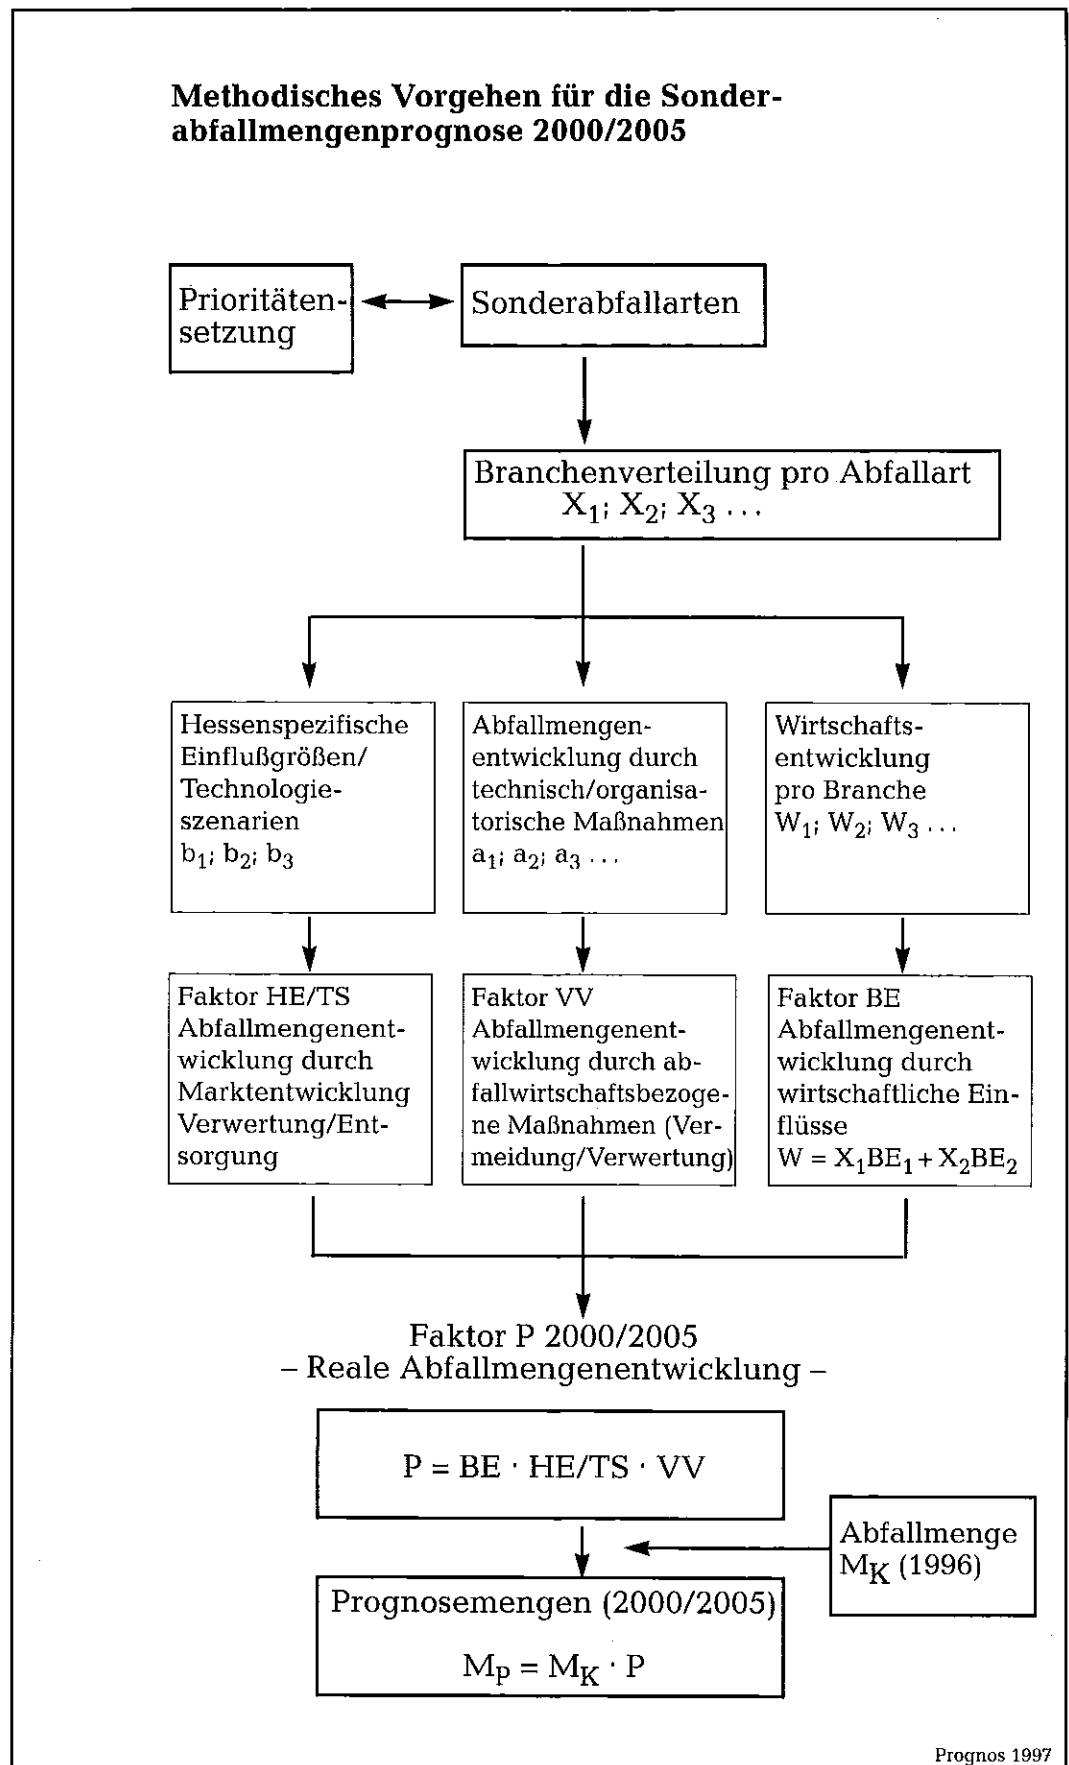 Methodisches Vorgehen für die Sonder-
abfallmengenprognose 2000/2005
Prioritäten-
setzung
Sonderabfallarten
Branchenverteilung pro Abfallart
X₁; X₂; X₃ ...
Hessenspezifische
Einflußgrößen/
Technologie-
szenarien
b₁; b₂; b₃
Abfallmengen-
entwicklung durch
technisch/organisa-
torische Maßnahmen
a₁; a₂; a₃ ...
Wirtschafts-
entwicklung
pro Branche
W₁; W₂; W₃ ...
Faktor HE/TS
Abfallmengenent-
wicklung durch
Marktentwicklung
Verwertung/Ent-
sorgung
Faktor VV
Abfallmengenent-
wicklung durch ab-
fallwirtschaftsbezoge-
ne Maßnahmen (Ver-
meidung/Verwertung)
Faktor BE
Abfallmengenent-
wicklung durch
wirtschaftliche Ein-
flüsse
W = X₁BE₁ + X₂BE₂
Faktor P 2000/2005
– Reale Abfallmengenentwicklung –
P = BE · HE/TS · VV
Abfallmenge
M_K (1996)
Prognosemengen (2000/2005)
M_P = M_K · P
Prognos 1997